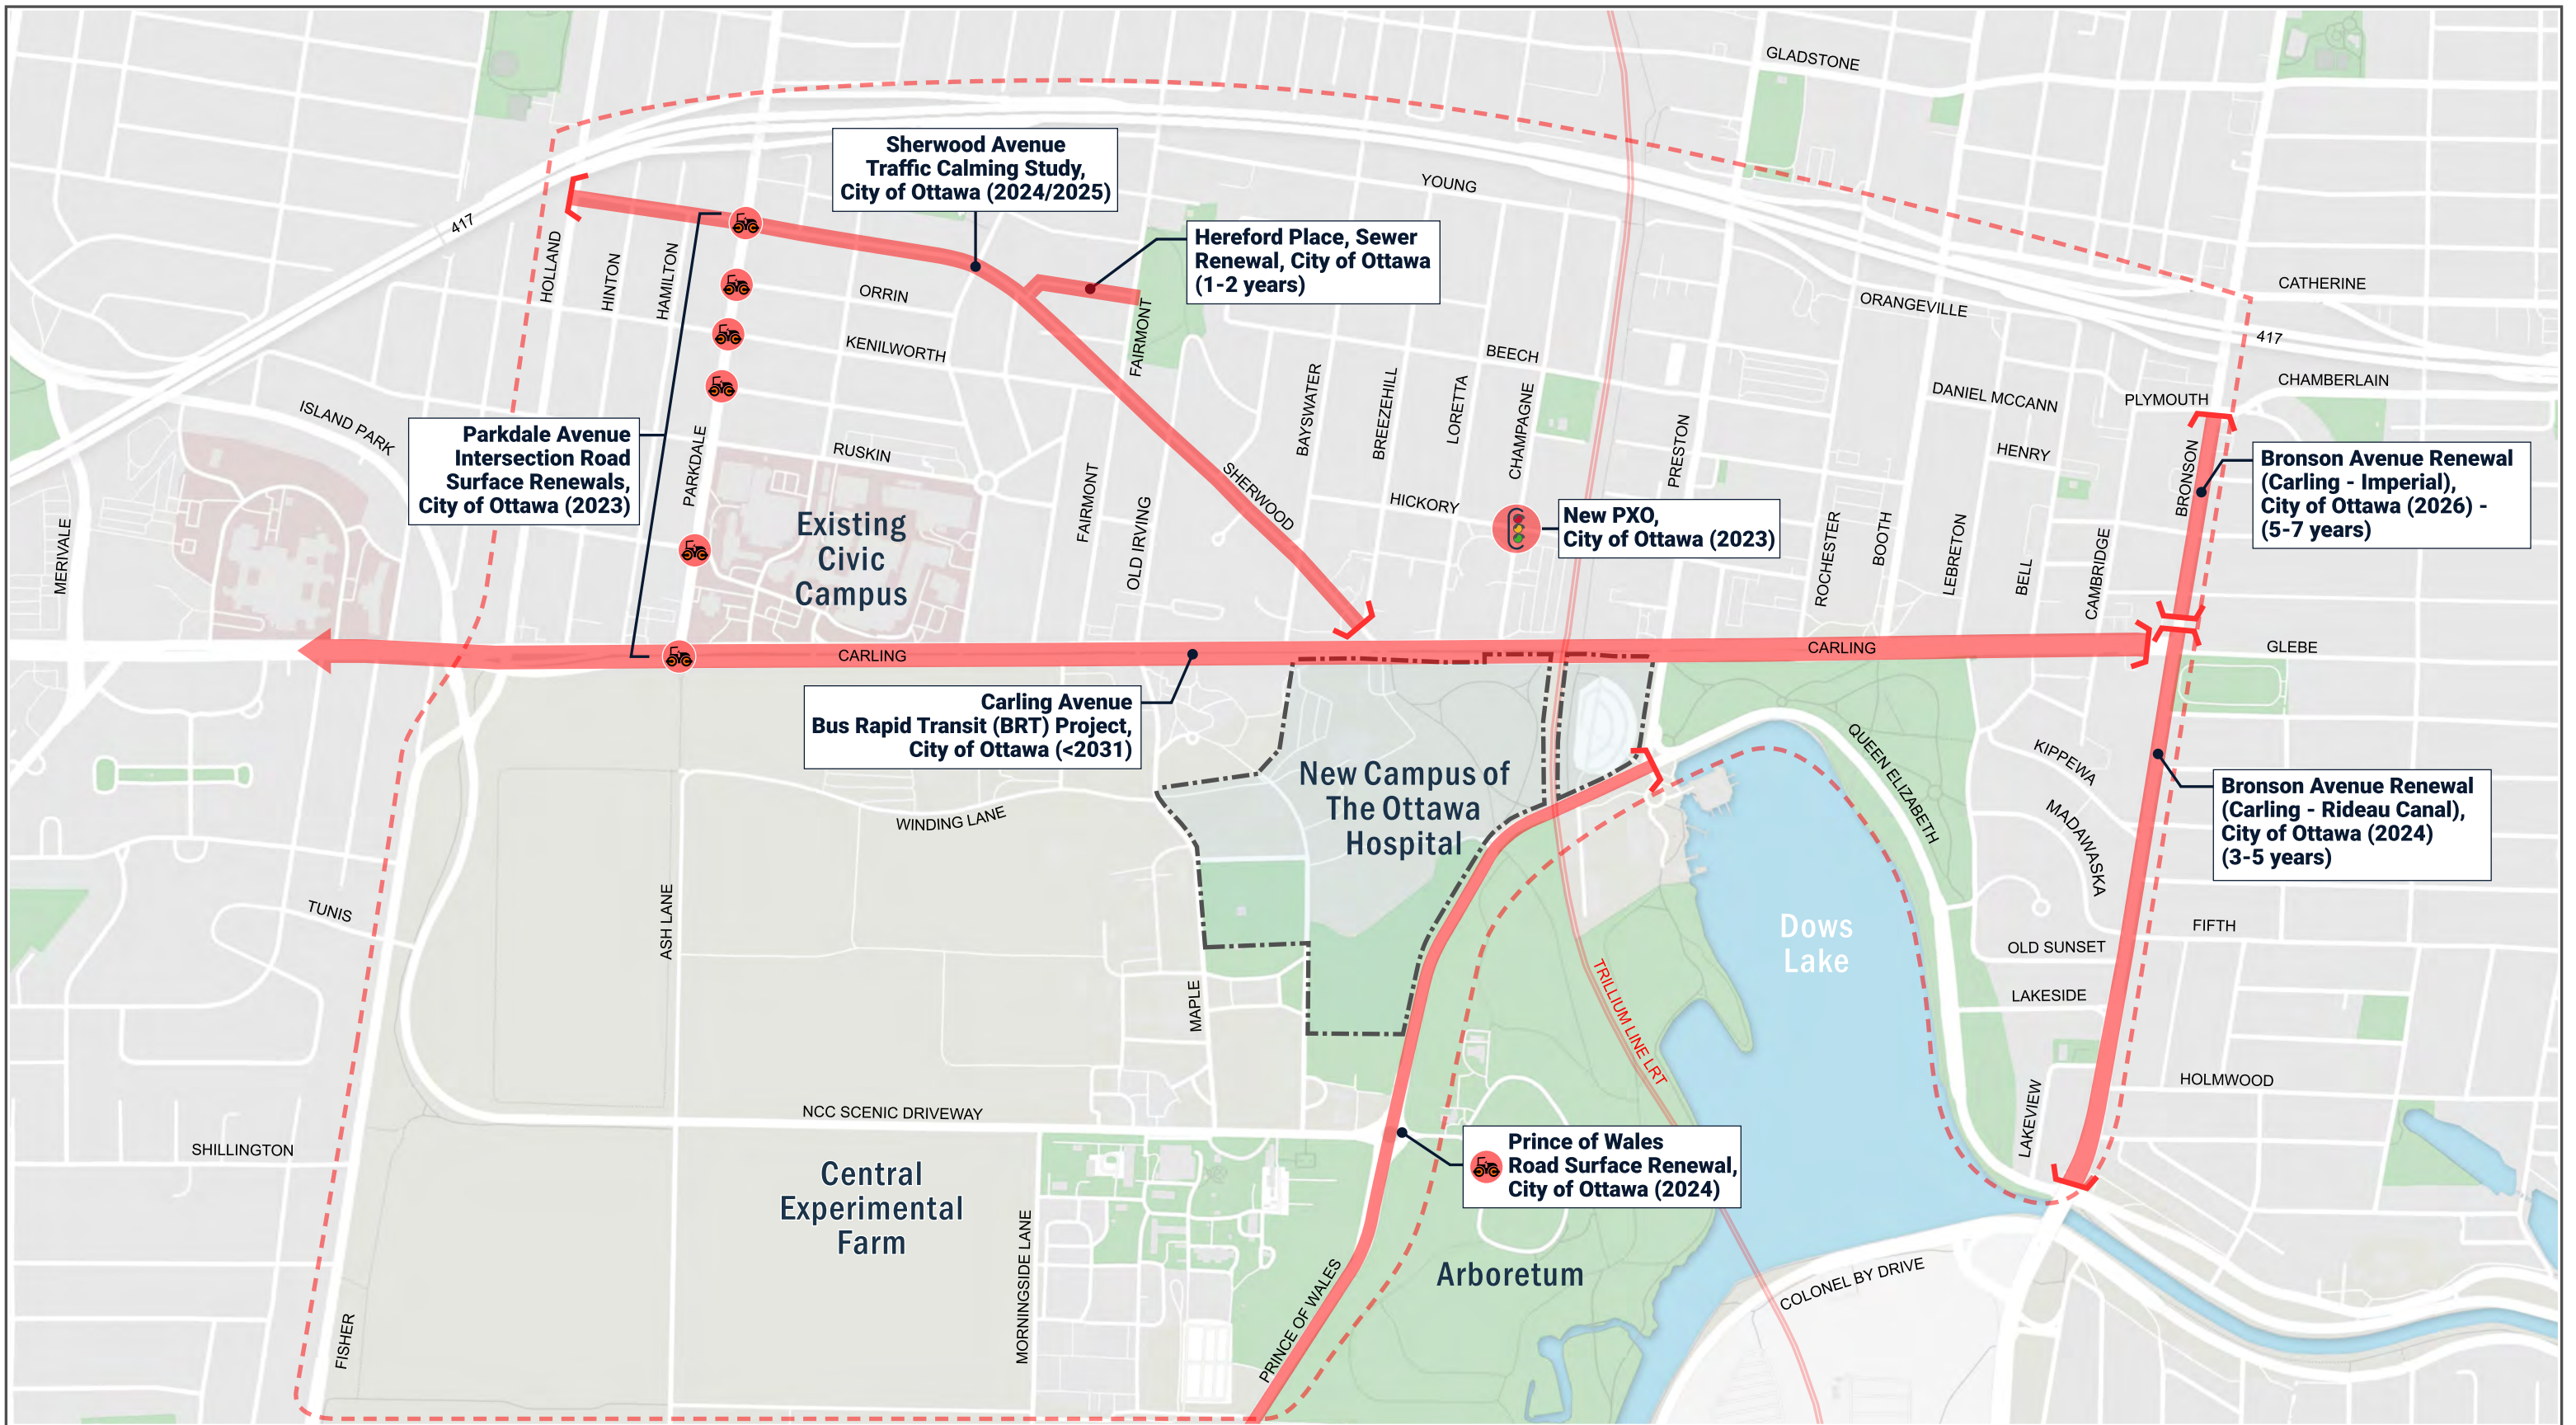 GLADSTONE
Sherwood Avenue
Traffic Calming Study,
City of Ottawa (2024/2025)
YOUNG
417
HOLLAND
HINTON
HAMILTON
Hereford Place, Sewer
Renewal, City of Ottawa
(1-2 years)
ORRIN
KENILWORTH
FAIRMONT
CATHERINE
ORANGEVILLE
417
BEECH
CHAMBERLAIN
DANIEL MCCANN
PLYMOUTH
ISLAND PARK
Parkdale Avenue
Intersection Road
Surface Renewals,
City of Ottawa (2023)
PARKDALE
RUSKIN
BAYSWATER
BREEZEHILL
LORETTA
CHAMPAGNE
PRESTON
HENRY
BRONSON
Bronson Avenue Renewal
(Carling - Imperial),
City of Ottawa (2026) -
(5-7 years)
MERIVALE
Existing
Civic
Campus
FAIRMONT
OLD IRVING
SHERWOOD
HICKORY
New PXO,
City of Ottawa (2023)
ROCHESTER
BOOTH
LEBRETON
BELL
CAMBRIDGE
CARLING
CARLING
GLEBE
Carling Avenue
Bus Rapid Transit (BRT) Project,
City of Ottawa (<2031)
New Campus of
The Ottawa
Hospital
QUEEN ELIZABETH
KIPPEWA
MADAWASKA
Bronson Avenue Renewal
(Carling - Rideau Canal),
City of Ottawa (2024)
(3-5 years)
WINDING LANE
TUNIS
ASH LANE
MAPLE
TRILLIUM LINE LRT
Dows
Lake
OLD SUNSET
FIFTH
LAKESIDE
NCC SCENIC DRIVEWAY
HOLMWOOD
LAKEVIEW
SHILLINGTON
Central
Experimental
Farm
Prince of Wales
Road Surface Renewal,
City of Ottawa (2024)
MORNINGSIDE LANE
PRINCE OF WALES
Arboretum
COLONEL BY DRIVE
FISHER